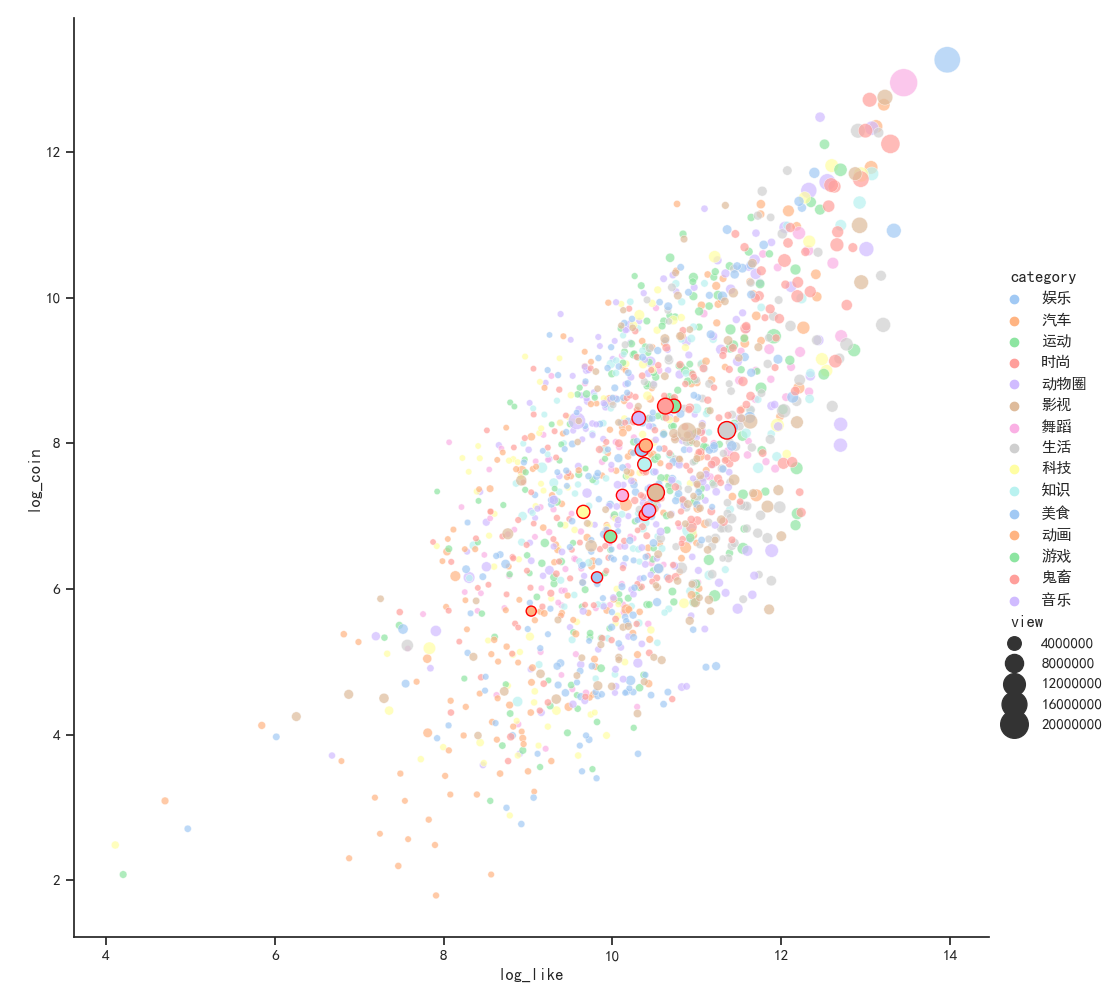 12
10
8
6
4
2
log_coin
4
6
8
10
12
14
log_like
category
娱乐
汽车
运动
时尚
动物圈
影视
舞蹈
生活
科技
知识
美食
动画
游戏
鬼畜
音乐
view
4000000
8000000
12000000
16000000
20000000